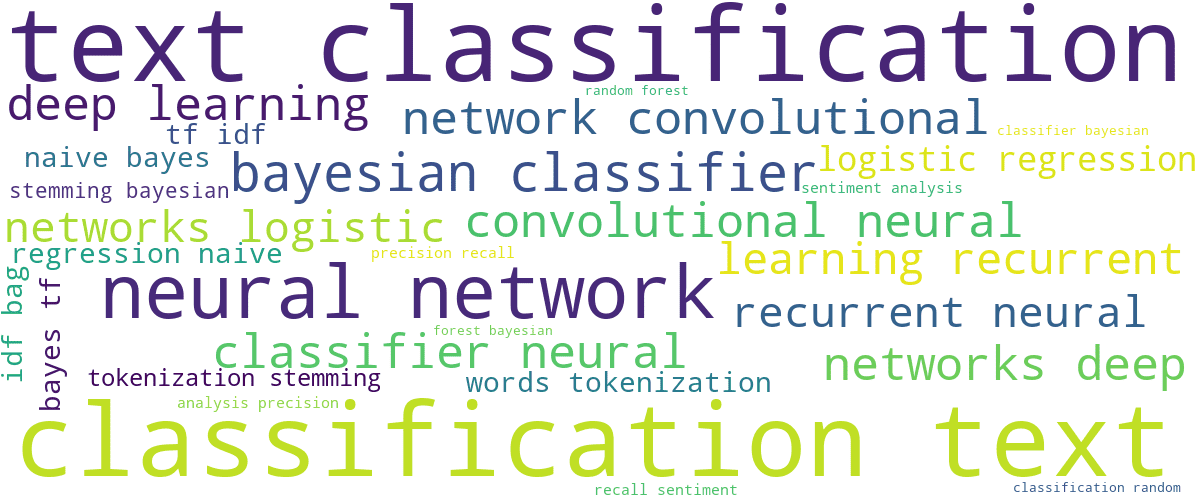 text classification
random forest
deep learning
network convolutional
tf idf
classifier bayesian
naive bayes
bayesian classifier
logistic regression
stemming bayesian
sentiment analysis
networks logistic
convolutional neural
regression naive
precision recall
learning recurrent
idf bag
bayes tf
neural network
recurrent neural
forest bayesian
classifier neural
networks deep
tokenization stemming
words tokenization
analysis precision
classification text
recall sentiment
classification random